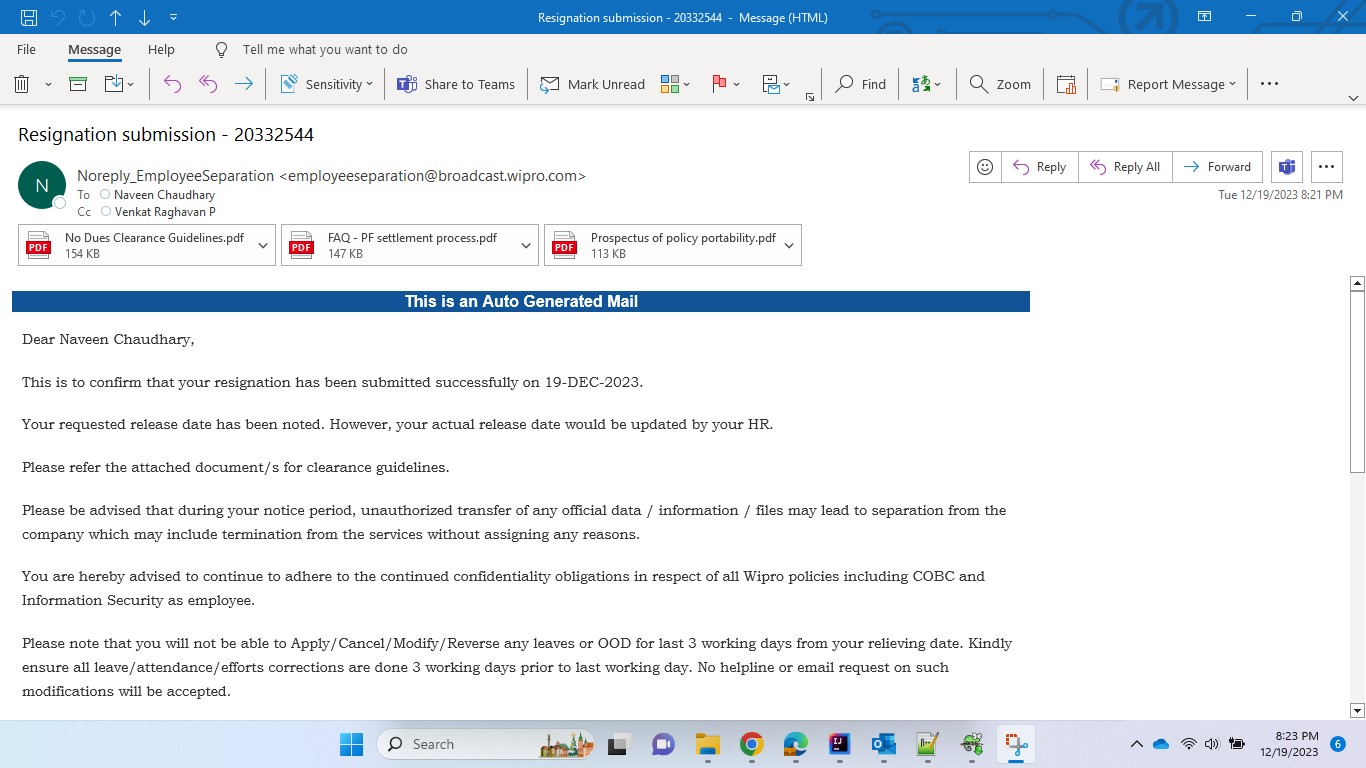 Resignation submission - 20332544 - Message (HTML)
File Message Help Tell me what you want to do
Sensitivity Share to Teams Mark Unread Find Zoom Report Message
Resignation submission - 20332544
N
Noreply_EmployeeSeparation <employeeseparation@broadcast.wipro.com>
To Naveen Chaudhary
Cc Venkat Raghavan P
Reply Reply All Forward
Tue 12/19/2023 8:21 PM
PDF No Dues Clearance Guidelines.pdf
154 KB
PDF FAQ - PF settlement process.pdf
147 KB
PDF Prospectus of policy portability.pdf
113 KB
This is an Auto Generated Mail
Dear Naveen Chaudhary,
This is to confirm that your resignation has been submitted successfully on 19-DEC-2023.
Your requested release date has been noted. However, your actual release date would be updated by your HR.
Please refer the attached document/s for clearance guidelines.
Please be advised that during your notice period, unauthorized transfer of any official data / information / files may lead to separation from the
company which may include termination from the services without assigning any reasons.
You are hereby advised to continue to adhere to the continued confidentiality obligations in respect of all Wipro policies including COBC and
Information Security as employee.
Please note that you will not be able to Apply/Cancel/Modify/Reverse any leaves or OOD for last 3 working days from your relieving date. Kindly
ensure all leave/attendance/efforts corrections are done 3 working days prior to last working day. No helpline or email request on such
modifications will be accepted.
Search
8:23 PM
12/19/2023
6